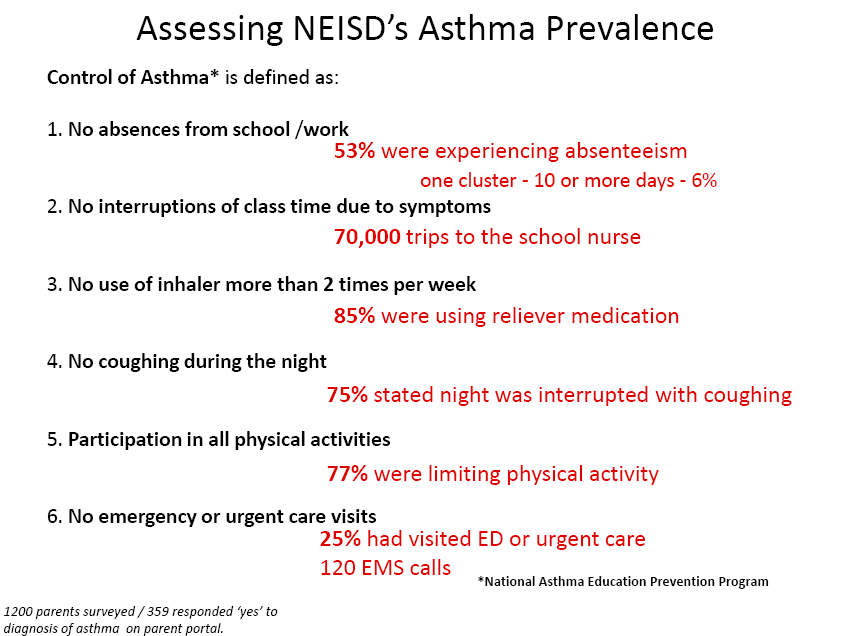 Assessing NEISD's Asthma Prevalence
Control of Asthma* is defined as:
1. No absences from school /work
53% were experiencing absenteeism
one cluster - 10 or more days - 6%
2. No interruptions of class time due to symptoms
70,000 trips to the school nurse
3. No use of inhaler more than 2 times per week
85% were using reliever medication
4. No coughing during the night
75% stated night was interrupted with coughing
5. Participation in all physical activities
77% were limiting physical activity
6. No emergency or urgent care visits
25% had visited ED or urgent care
120 EMS calls
*National Asthma Education Prevention Program
1200 parents surveyed / 359 responded 'yes' to
diagnosis of asthma  on parent portal.